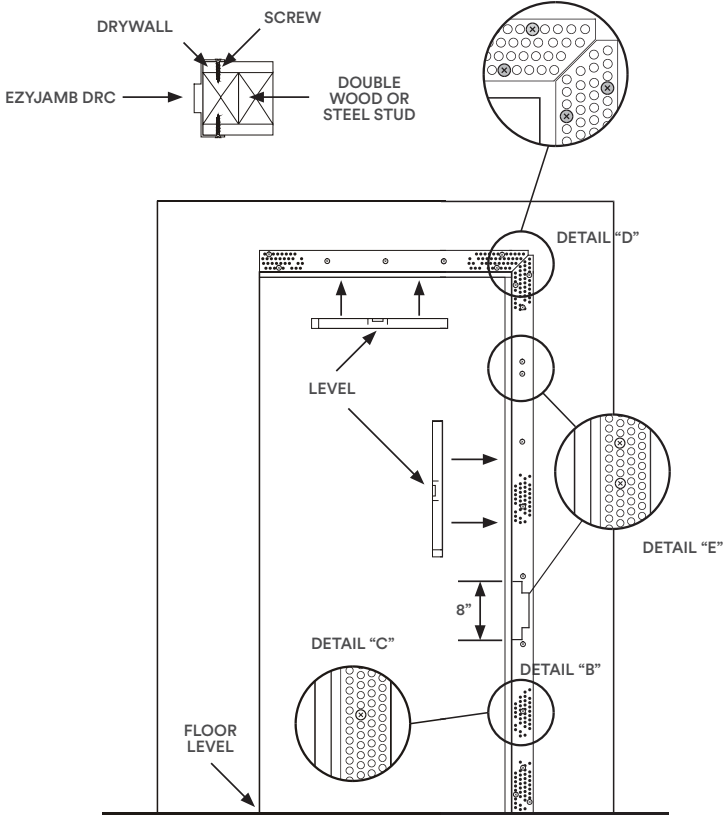 DRYWALL
SCREW
EZYJAMB DRC
DOUBLE
WOOD OR
STEEL STUD
DETAIL “D”
LEVEL
DETAIL “E”
8”
DETAIL “C”
DETAIL “B”
FLOOR
LEVEL